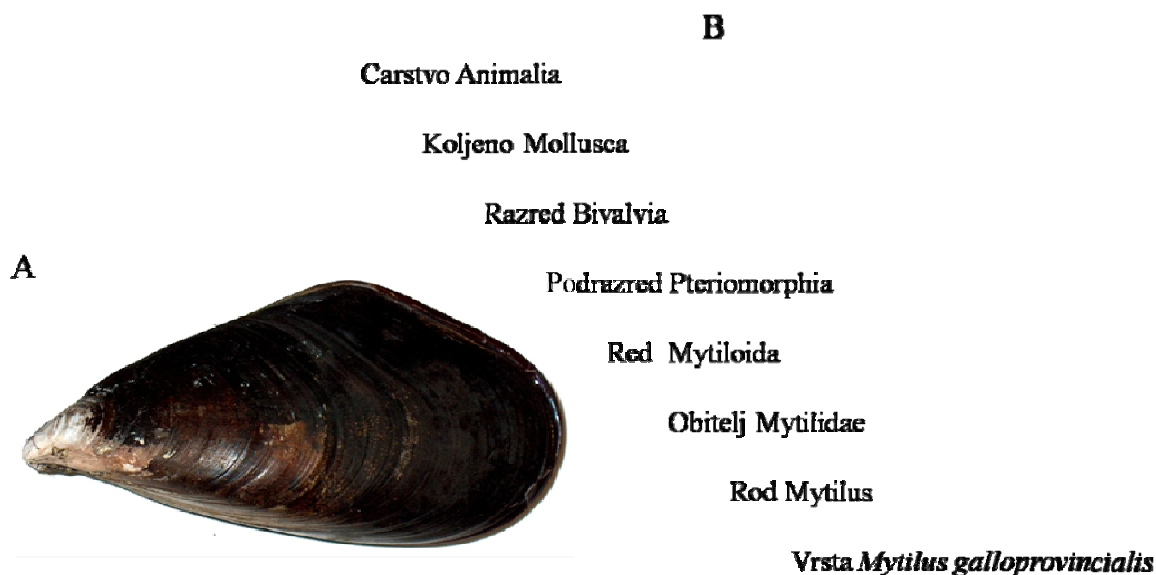 B
Carstvo Animalia
Koljeno Mollusca
Razred Bivalvia
A
Podrazred Pteriomorphia
Red Mytiloida
Obitelj Mytilidae
Rod Mytilus
Vrsta Mytilus galloprovincialis